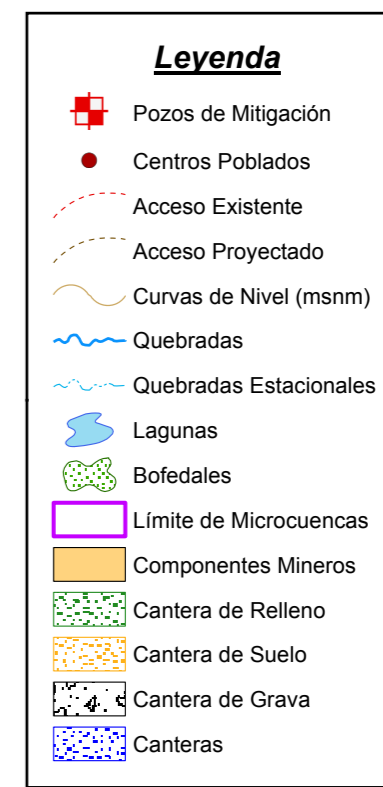 Leyenda
Pozos de Mitigación
Centros Poblados
Acceso Existente
Acceso Proyectado
Curvas de Nivel (msnm)
Quebradas
Quebradas Estacionales
Lagunas
Bofedales
Límite de Microcuencas
Componentes Mineros
Cantera de Relleno
Cantera de Suelo
Cantera de Grava
Canteras